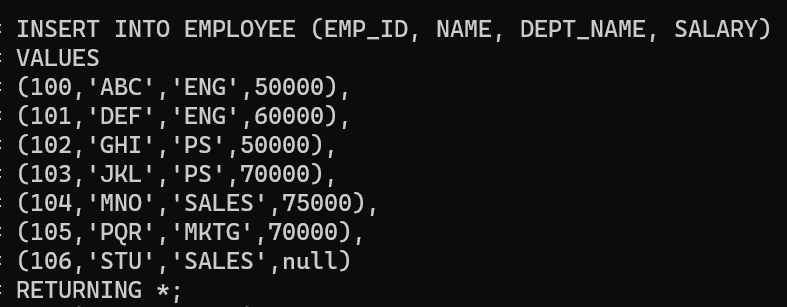 INSERT INTO EMPLOYEE (EMP_ID, NAME, DEPT_NAME, SALARY)
VALUES
(100,'ABC','ENG',50000),
(101,'DEF','ENG',60000),
(102,'GHI','PS',50000),
(103,'JKL','PS',70000),
(104,'MNO','SALES',75000),
(105,'PQR','MKTG',70000),
(106,'STU','SALES',null)
RETURNING *;